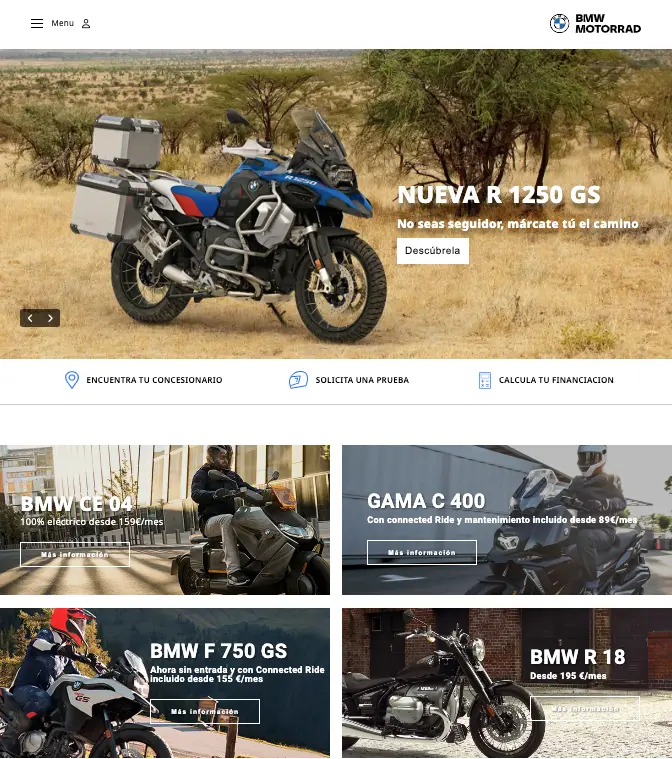 Menu
BMW
MOTORRAD
R 1250
NUEVA R 1250 GS
No seas seguidor, márcate tú el camino
Descúbrela
ENCUENTRA TU CONCESIONARIO
SOLICITA UNA PRUEBA
CALCULA TU FINANCIACION
BMW CE 04
100% eléctrico desde 159€/mes
Más información
GAMA C 400
Con connected Ride y mantenimiento incluido desde 89€/mes
Más información
BMW F 750 GS
Ahora sin entrada y con Connected Ride
incluido desde 155 €/mes
Más información
GS
BMW R 18
Desde 195 €/mes
Más información